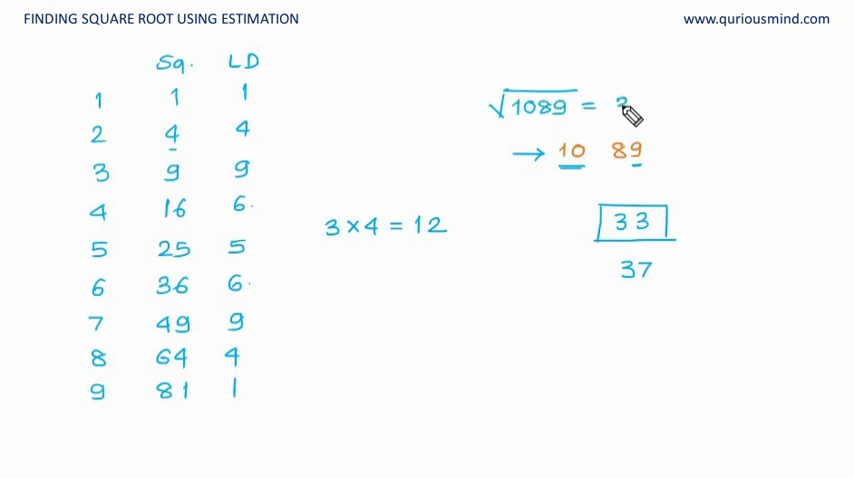 FINDING SQUARE ROOT USING ESTIMATION
www.quriousmind.com
Sq. LD
1 1 1
2 4 4
3 9 9
4 16 6.
5 25 5
6 36 6.
7 49 9
8 64 4
9 81 1
3 × 4 = 12
√1089 =
→ 10 89
33
37